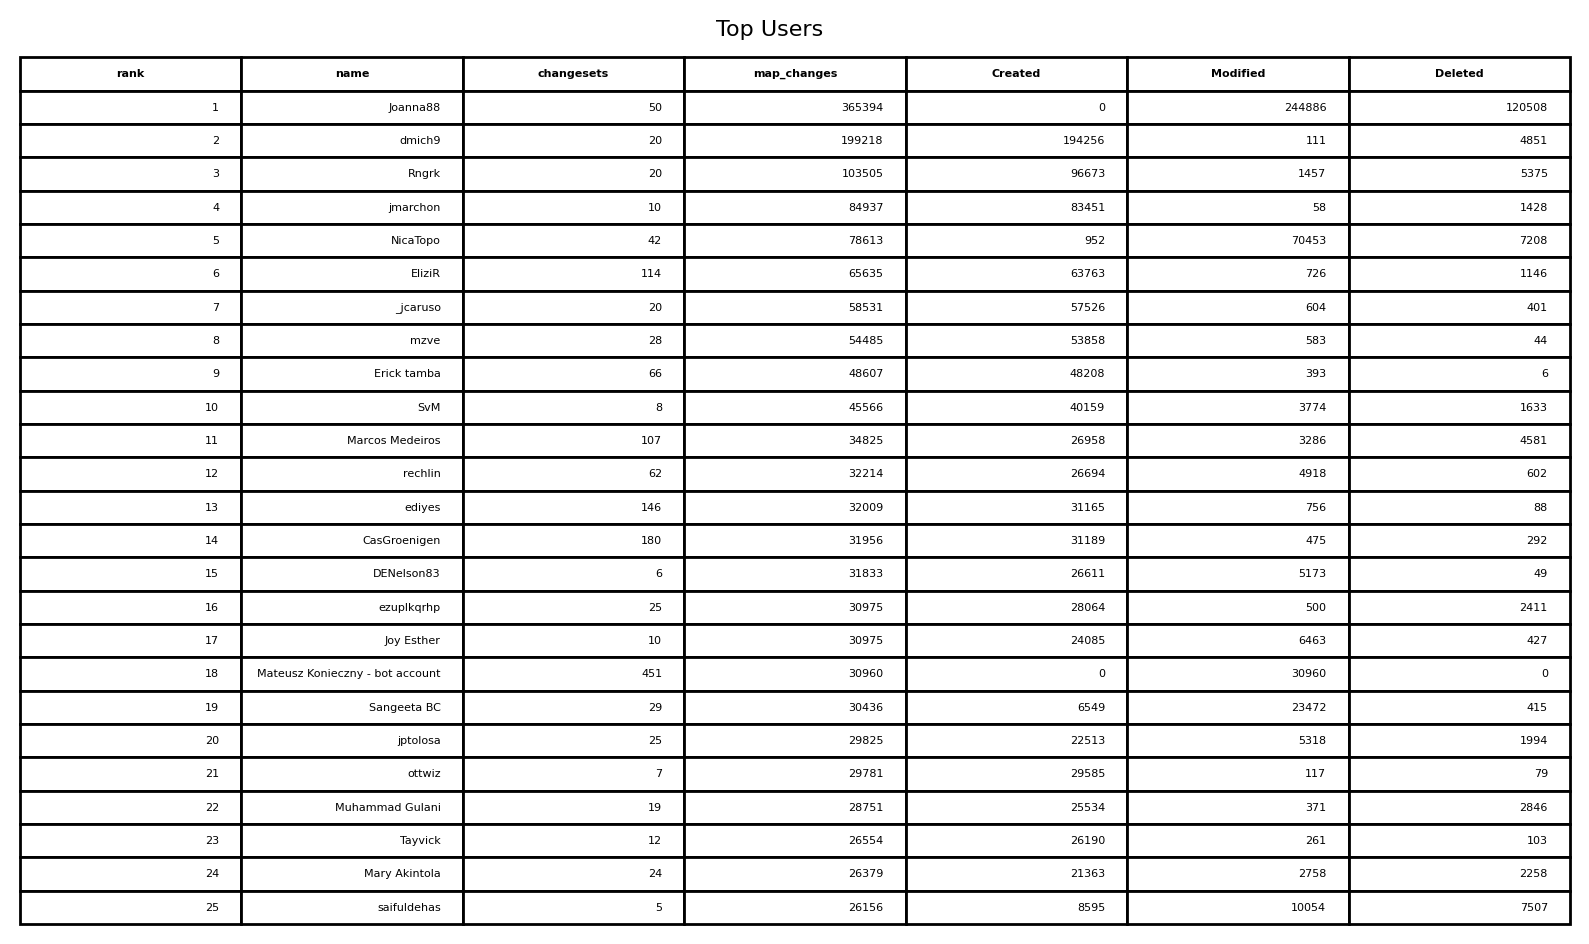 Top Users
rank name changesets map_changes Created Modified Deleted
1 Joanna88 50 365394 0 244886 120508
2 dmich9 20 199218 194256 111 4851
3 Rngrk 20 103505 96673 1457 5375
4 jmarchon 10 84937 83451 58 1428
5 NicaTopo 42 78613 952 70453 7208
6 EliziR 114 65635 63763 726 1146
7 _jcaruso 20 58531 57526 604 401
8 mzve 28 54485 53858 583 44
9 Erick tamba 66 48607 48208 393 6
10 SvM 8 45566 40159 3774 1633
11 Marcos Medeiros 107 34825 26958 3286 4581
12 rechlin 62 32214 26694 4918 602
13 ediyes 146 32009 31165 756 88
14 CasGroenigen 180 31956 31189 475 292
15 DENelson83 6 31833 26611 5173 49
16 ezuplkqrhp 25 30975 28064 500 2411
17 Joy Esther 10 30975 24085 6463 427
18 Mateusz Konieczny - bot account 451 30960 0 30960 0
19 Sangeeta BC 29 30436 6549 23472 415
20 jptolosa 25 29825 22513 5318 1994
21 ottwiz 7 29781 29585 117 79
22 Muhammad Gulani 19 28751 25534 371 2846
23 Tayvick 12 26554 26190 261 103
24 Mary Akintola 24 26379 21363 2758 2258
25 saifuldehas 5 26156 8595 10054 7507